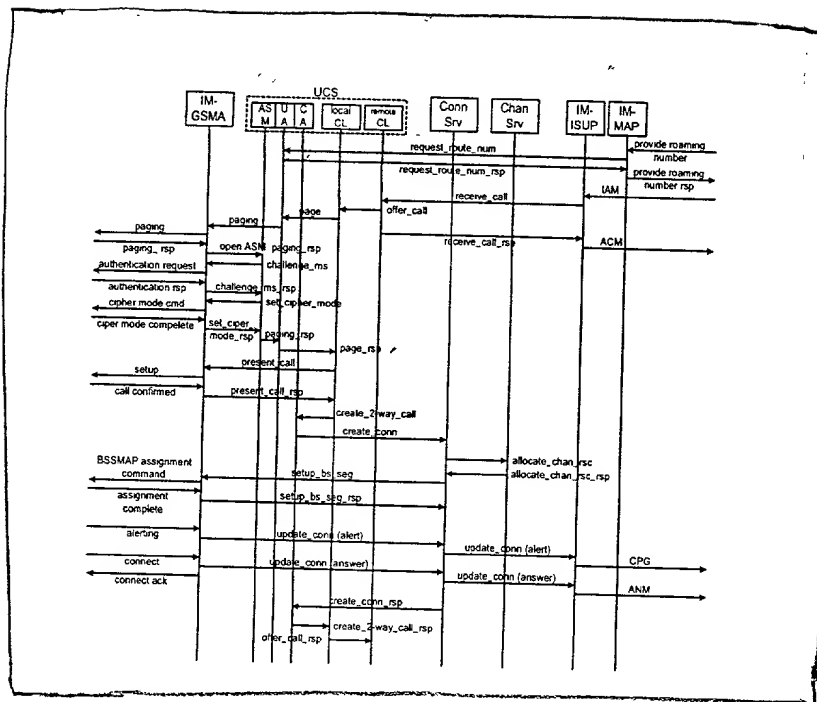 UCS
IM-
GSMA
AS
M
U
A
C
A
local
CL
remote
CL
Conn
Srv
Chan
Srv
IM-
ISUP
IM-
MAP
request_route_num
provide roaming
number
request_route_num_rsp
provide roaming
number rsp
receive_call
IAM
offer_call
page
paging
paging
receive_call_rsp
ACM
paging_ rsp
open ASM paging_rsp
authentication request
challenge_ms
authentication rsp
challenge_ms_rsp
cipher mode cmd
set_cipher_mode
ciper mode compelete
set_ciper_
mode_rsp
paging_rsp
page_rsp
present_call
setup
call confirmed
present_call_rsp
create_2-way_call
create_conn
allocate_chan_rsc
BSSMAP assignment
command
setup_bs_seg
allocate_chan_rsc_rsp
assignment
complete
setup_bs_seg_rsp
alerting
update_conn (alert)
update_conn (alert)
CPG
connect
update_conn (answer)
update_conn (answer)
ANM
connect ack
create_conn_rsp
create_2-way_call_rsp
offer_call_rsp